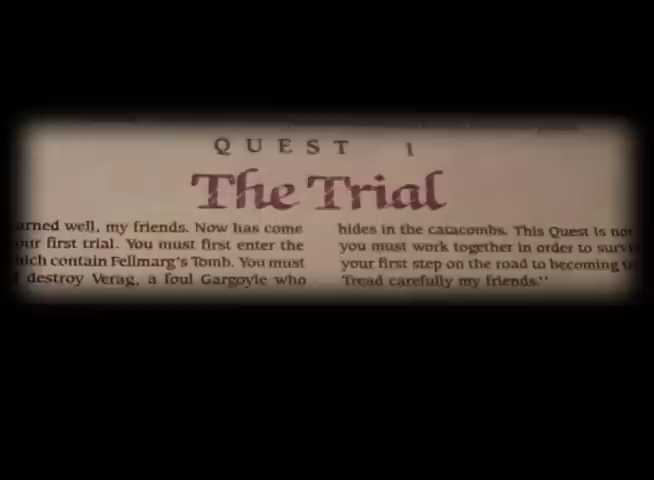 QUEST 1
The Trial
arned well, my friends. Now has come
our first trial. You must first enter the
hich contain Fellmarg's Tomb. You must
destroy Verag, a foul Gargoyle who
hides in the catacombs. This Quest is not
you must work together in order to surv
your first step on the road to becoming
Tread carefully my friends."